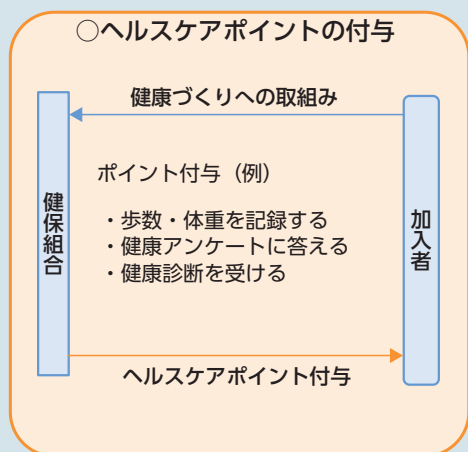 ○ヘルスケアポイントの付与
健康づくりへの取組み
健保組合
ポイント付与（例）
・歩数・体重を記録する
・健康アンケートに答える
・健康診断を受ける
加入者
ヘルスケアポイント付与